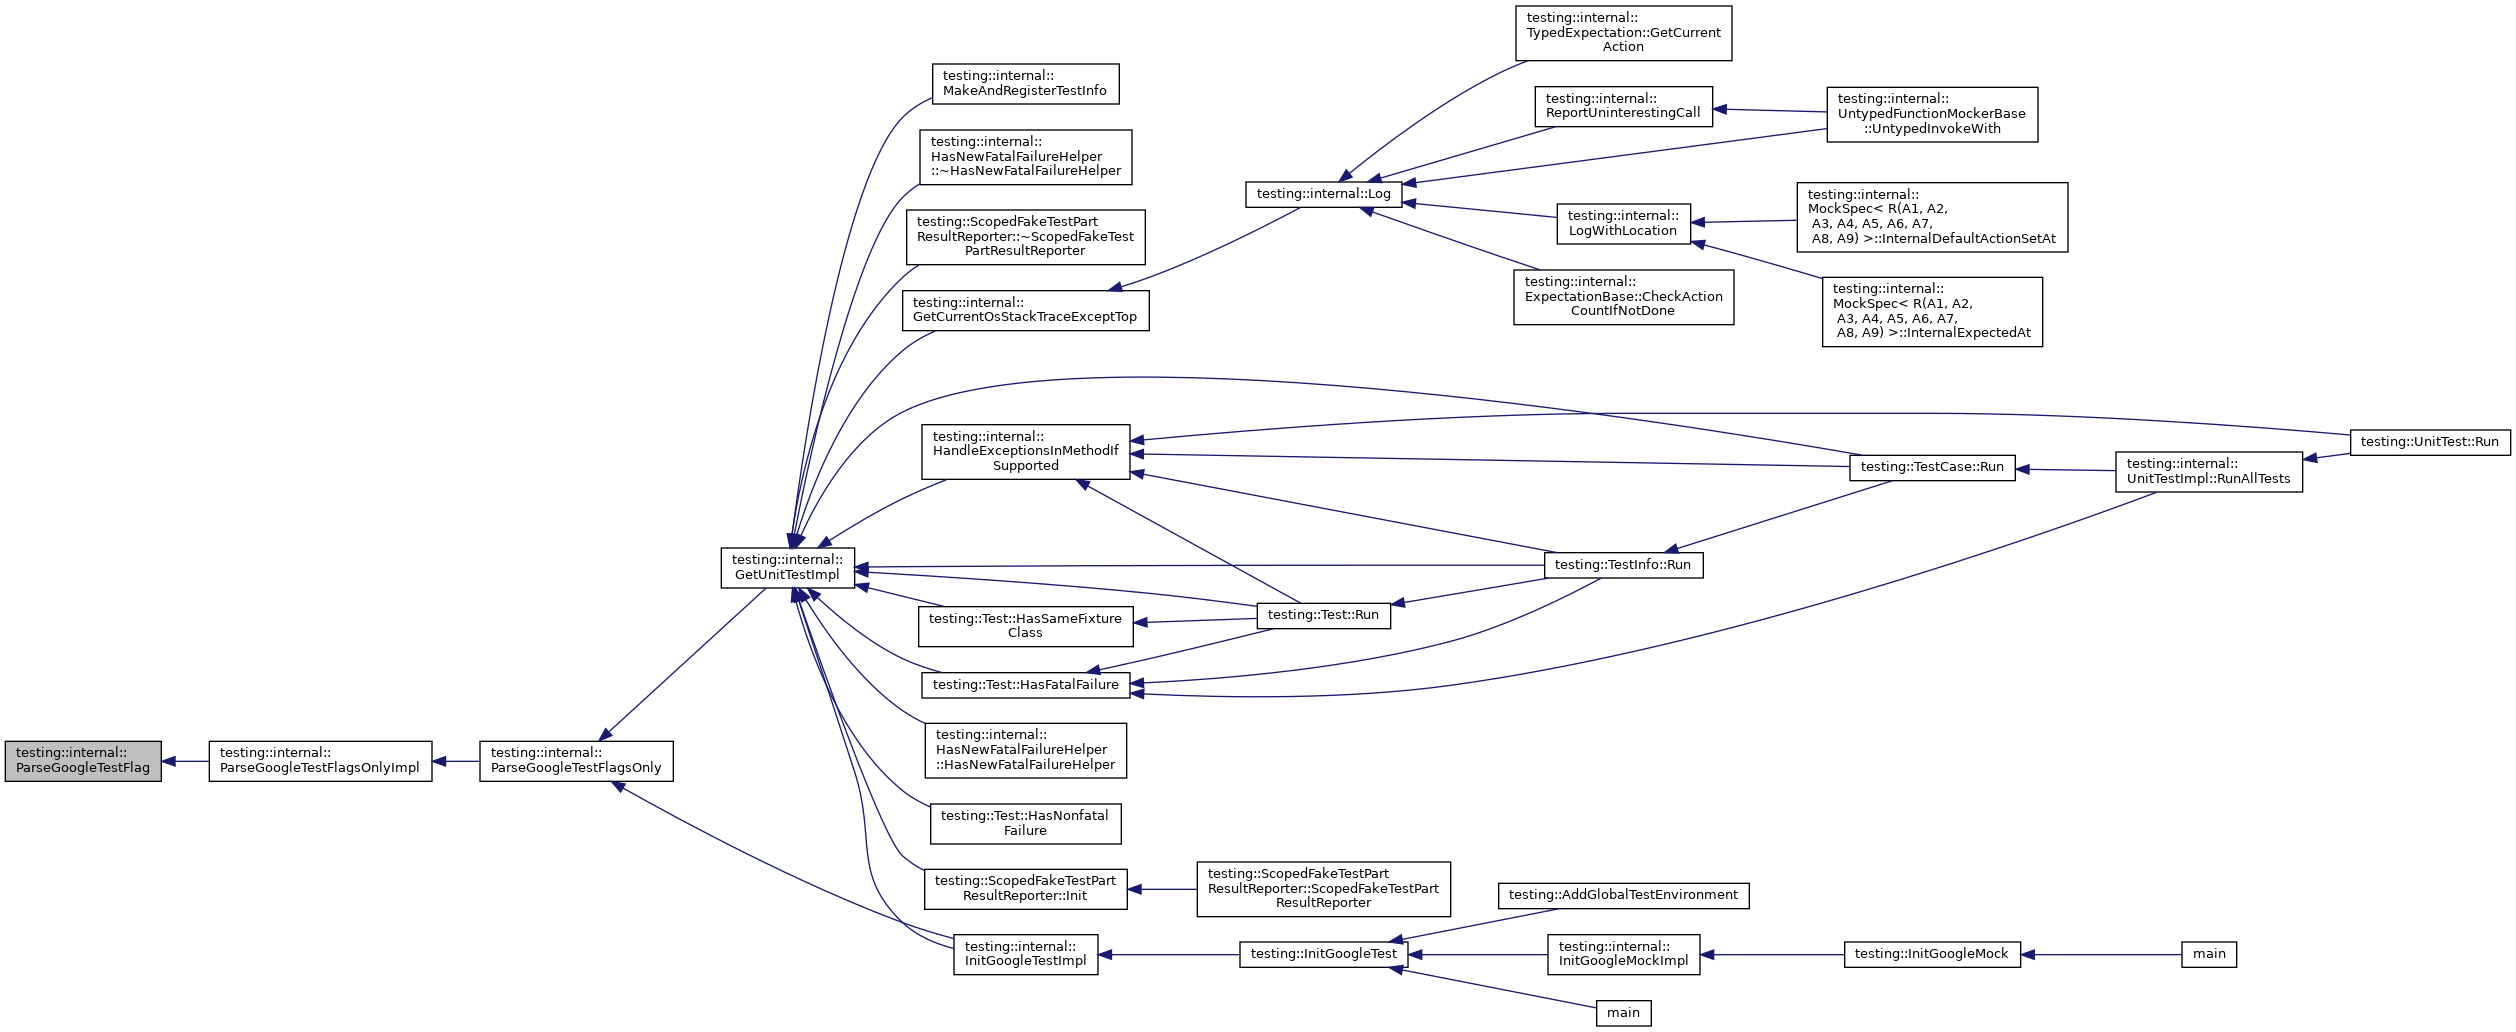 testing::internal::
TypedExpectation::GetCurrent
Action
testing::internal::
MakeAndRegisterTestInfo
testing::internal::
ReportUninterestingCall
testing::internal::
UntypedFunctionMockerBase
::UntypedInvokeWith
testing::internal::
HasNewFatalFailureHelper
::~HasNewFatalFailureHelper
testing::internal::Log
testing::internal::
LogWithLocation
testing::internal::
MockSpec< R(A1, A2,
A3, A4, A5, A6, A7,
A8, A9) >::InternalDefaultActionSetAt
testing::ScopedFakeTestPart
ResultReporter::~ScopedFakeTest
PartResultReporter
testing::internal::
GetCurrentOsStackTraceExceptTop
testing::internal::
ExpectationBase::CheckAction
CountIfNotDone
testing::internal::
MockSpec< R(A1, A2,
A3, A4, A5, A6, A7,
A8, A9) >::InternalExpectedAt
testing::internal::
HandleExceptionsInMethodIf
Supported
testing::TestCase::Run
testing::internal::
UnitTestImpl::RunAllTests
testing::UnitTest::Run
testing::internal::
GetUnitTestImpl
testing::TestInfo::Run
testing::Test::HasSameFixture
Class
testing::Test::Run
testing::Test::HasFatalFailure
testing::internal::
ParseGoogleTestFlag
testing::internal::
ParseGoogleTestFlagsOnlyImpl
testing::internal::
ParseGoogleTestFlagsOnly
testing::internal::
HasNewFatalFailureHelper
::HasNewFatalFailureHelper
testing::Test::HasNonfatal
Failure
testing::ScopedFakeTestPart
ResultReporter::Init
testing::ScopedFakeTestPart
ResultReporter::ScopedFakeTestPart
ResultReporter
testing::AddGlobalTestEnvironment
testing::internal::
InitGoogleTestImpl
testing::InitGoogleTest
testing::internal::
InitGoogleMockImpl
testing::InitGoogleMock
main
main